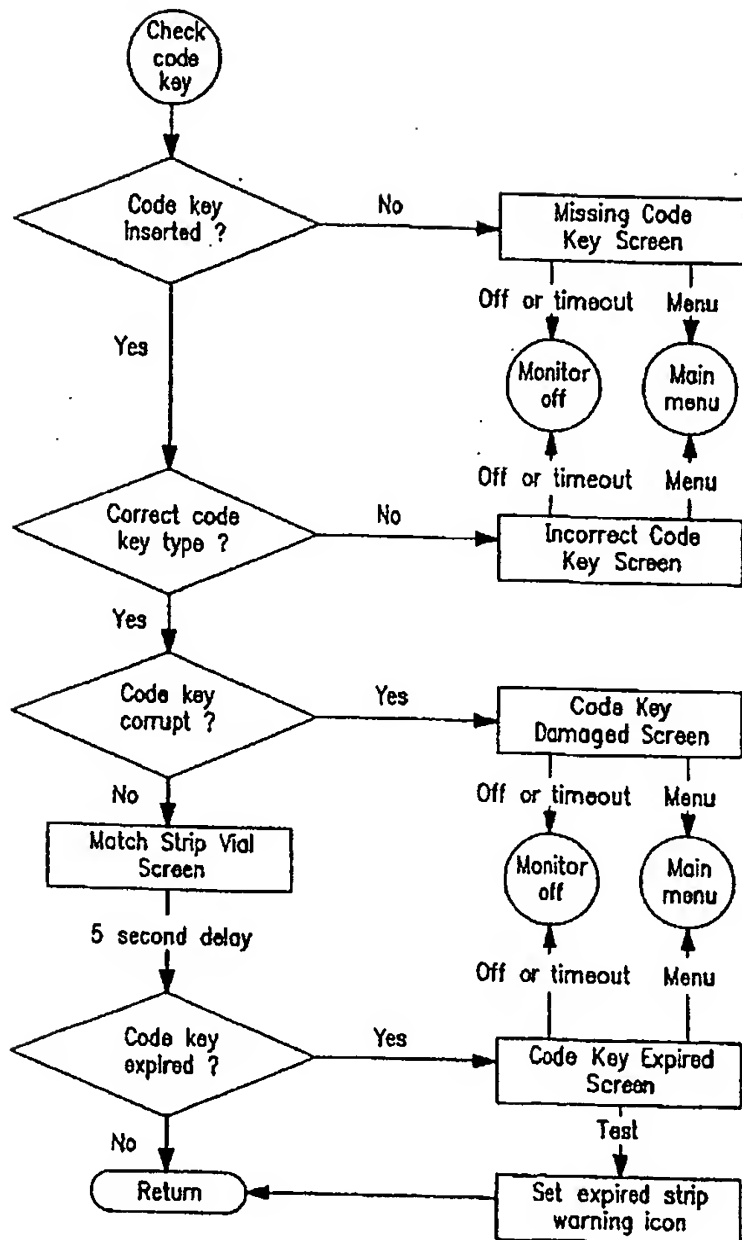 Check
code
key
Code key
inserted ?
No
Missing Code
Key Screen
Off or timeout
Menu
Yes
Monitor
off
Main
menu
Off or timeout
Menu
Correct code
key type ?
No
Incorrect Code
Key Screen
Yes
Code key
corrupt ?
Yes
Code Key
Damaged Screen
No
Off or timeout
Menu
Match Strip Vial
Screen
Monitor
off
Main
menu
5 second delay
Off or timeout
Menu
Code key
expired ?
Yes
Code Key Expired
Screen
No
Test
Return
Set expired strip
warning icon